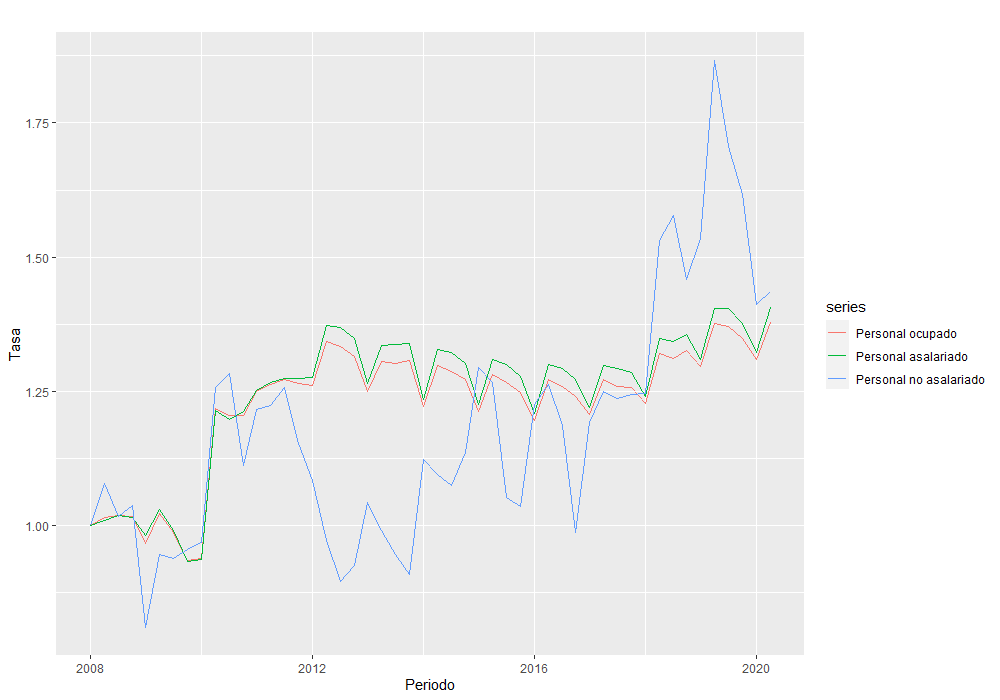 1.75
1.50
1.25
1.00
Tasa
2008
2012
2016
2020
Periodo
series
Personal ocupado
Personal asalariado
Personal no asalariado